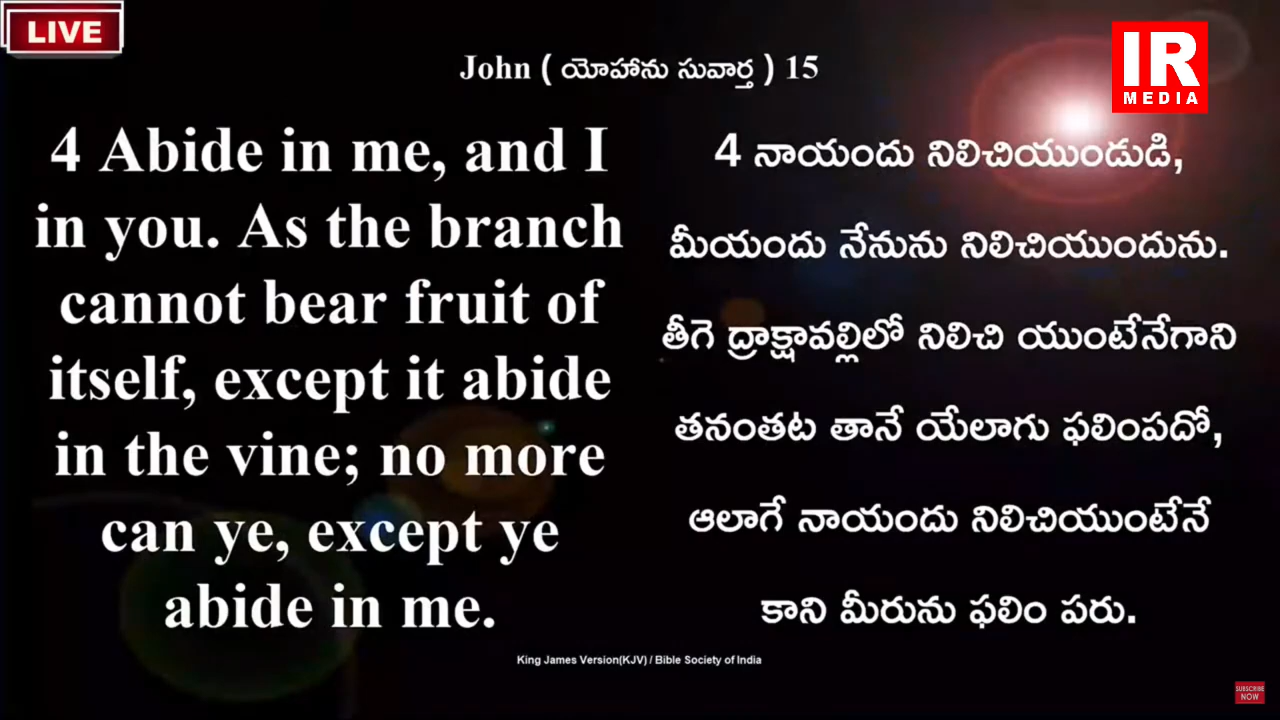 LIVE
IR
MEDIA
John ( యోహాను సువార్త ) 15
4 Abide in me, and I
in you. As the branch
cannot bear fruit of
itself, except it abide
in the vine; no more
can ye, except ye
abide in me.
4 నాయందు నిలిచియుండుడి,
మీయందు నేనును నిలిచియుందును.
తీగె ద్రాక్షావల్లిలో నిలిచి యుంటేనేగాని
తనంతట తానే యేలాగు ఫలింపదో,
ఆలాగే నాయందు నిలిచియుంటేనే
కాని మీరును ఫలిం పరు.
King James Version(KJV) / Bible Society of India
SUBSCRIBE
NOW